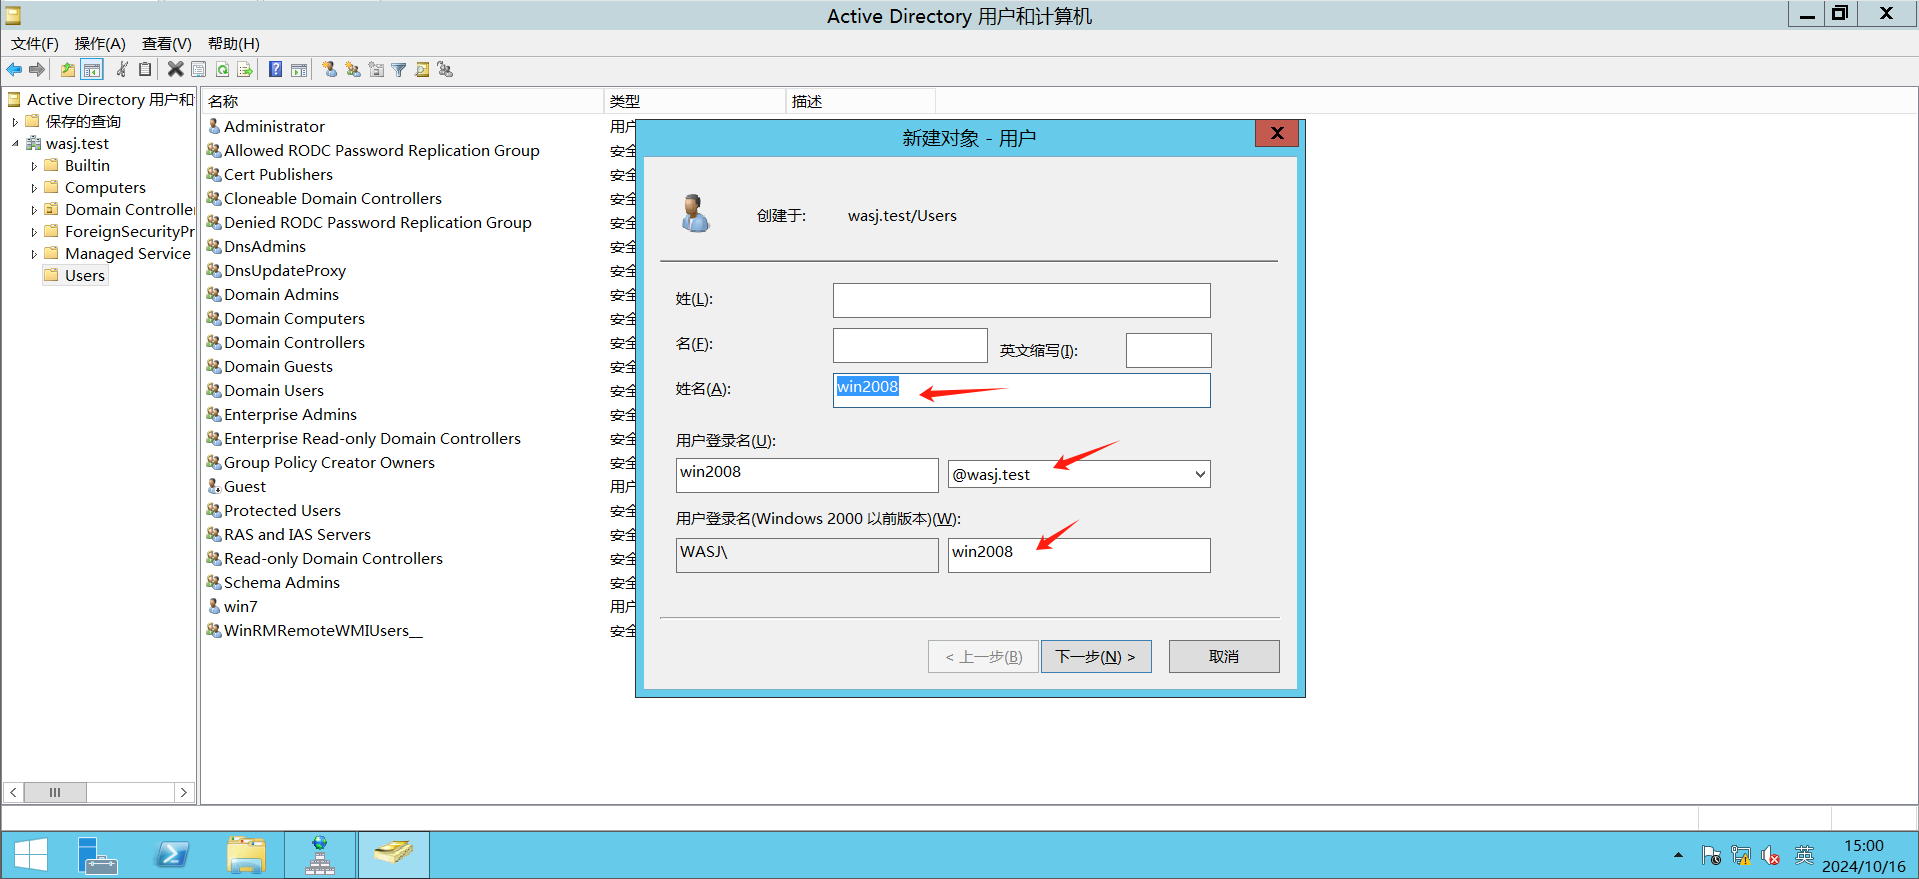 Active Directory 用户和计算机
文件(F) 操作(A) 查看(V) 帮助(H)
Active Directory 用户和
保存的查询
wasj.test
Builtin
Computers
Domain Controller
ForeignSecurityPr
Managed Service
Users
名称 类型 描述
Administrator 用户
Allowed RODC Password Replication Group 安全
Cert Publishers 安全
Cloneable Domain Controllers 安全
Denied RODC Password Replication Group 安全
DnsAdmins 安全
DnsUpdateProxy 安全
Domain Admins 安全
Domain Computers 安全
Domain Controllers 安全
Domain Guests 安全
Domain Users 安全
Enterprise Admins 安全
Enterprise Read-only Domain Controllers 安全
Group Policy Creator Owners 安全
Guest 用户
Protected Users 安全
RAS and IAS Servers 安全
Read-only Domain Controllers 安全
Schema Admins 安全
win7 用户
WinRMRemoteWMIUsers__ 安全
新建对象 - 用户
创建于: wasj.test/Users
姓(L):
名(F): 英文缩写(I):
姓名(A): win2008
用户登录名(U):
win2008 @wasj.test
用户登录名(Windows 2000 以前版本)(W):
WASJ\ win2008
< 上一步(B) 下一步(N) > 取消
英
15:00
2024/10/16